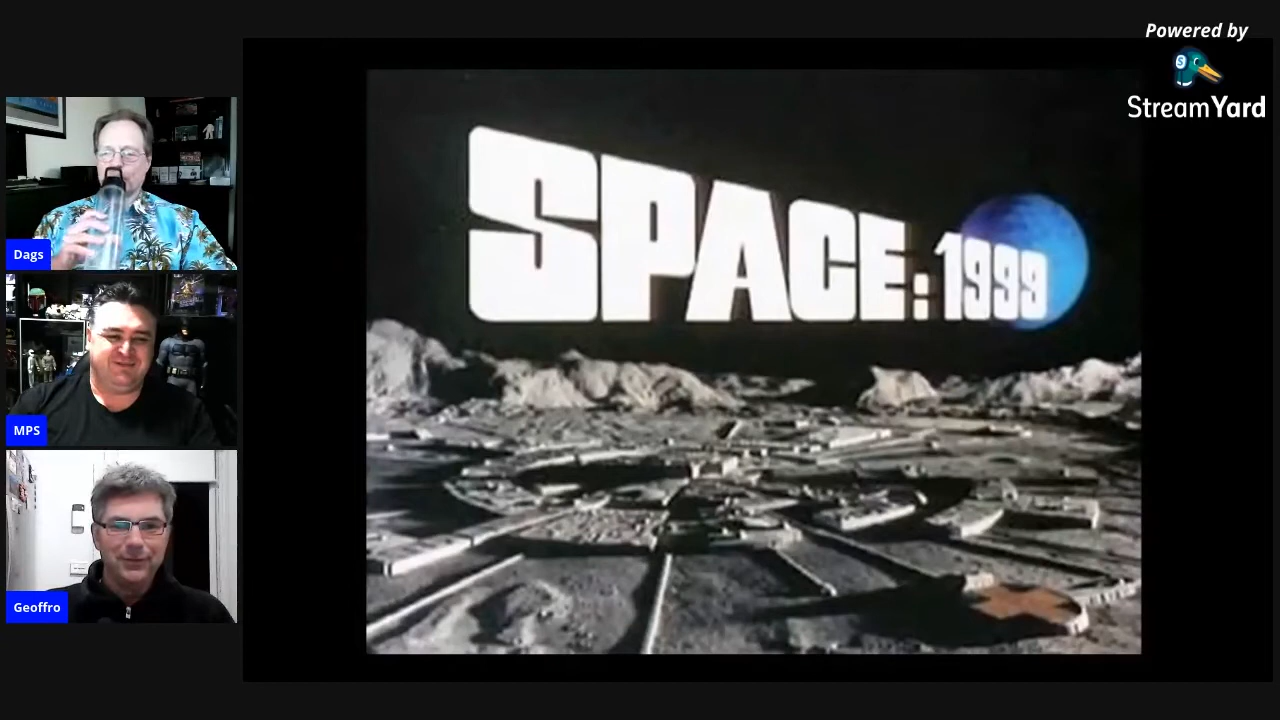 Powered by
StreamYard
SPACE: 1999
Dags
MPS
Geoffro